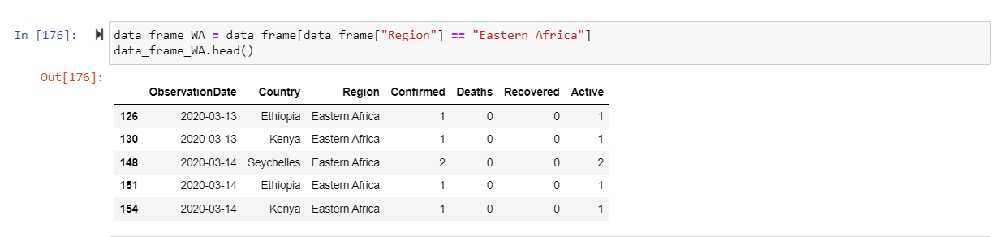 In [176]: data_frame_WA = data_frame[data_frame["Region"] == "Eastern Africa"]
data_frame_WA.head()
Out[176]:
ObservationDate Country Region Confirmed Deaths Recovered Active
126 2020-03-13 Ethiopia Eastern Africa 1 0 0 1
130 2020-03-13 Kenya Eastern Africa 1 0 0 1
148 2020-03-14 Seychelles Eastern Africa 2 0 0 2
151 2020-03-14 Ethiopia Eastern Africa 1 0 0 1
154 2020-03-14 Kenya Eastern Africa 1 0 0 1